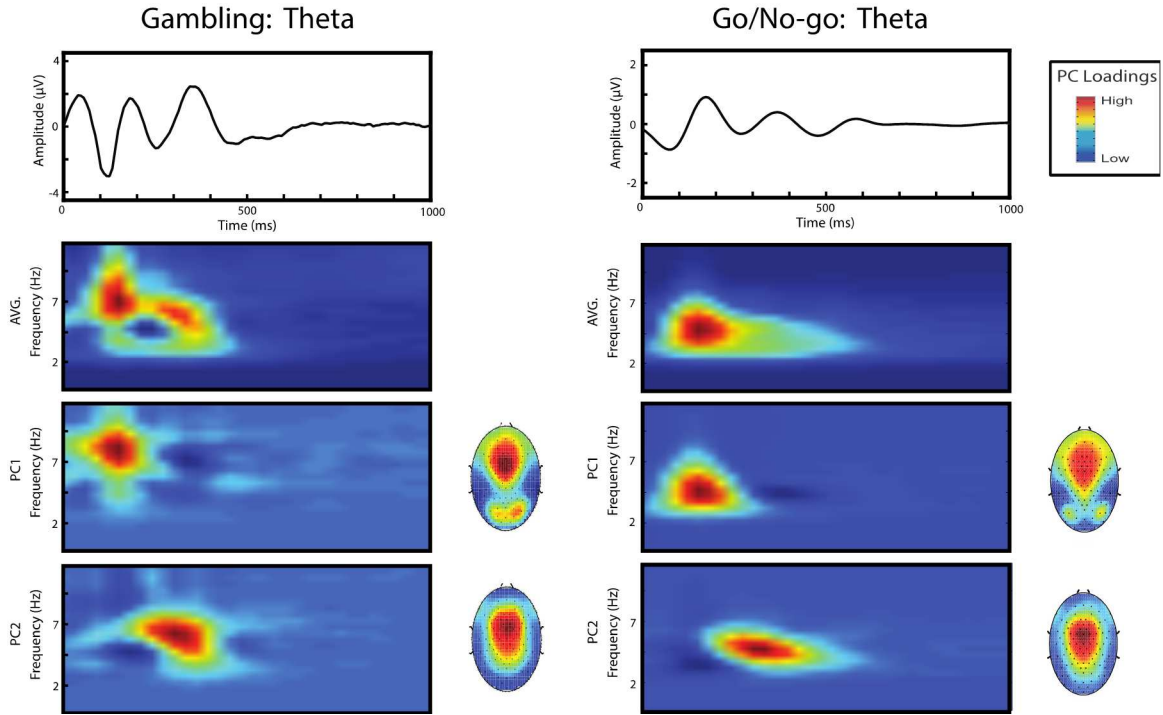 Gambling: Theta
Go/No-go: Theta
4
0
-4
Amplitude (µV)
0
500
1000
Time (ms)
2
0
-2
Amplitude (µV)
0
500
1000
Time (ms)
PC Loadings
High
Low
AVG.
Frequency (Hz)
7
2
AVG.
Frequency (Hz)
7
2
PC1
Frequency (Hz)
7
2
PC1
Frequency (Hz)
7
2
PC2
Frequency (Hz)
7
2
PC2
Frequency (Hz)
7
2